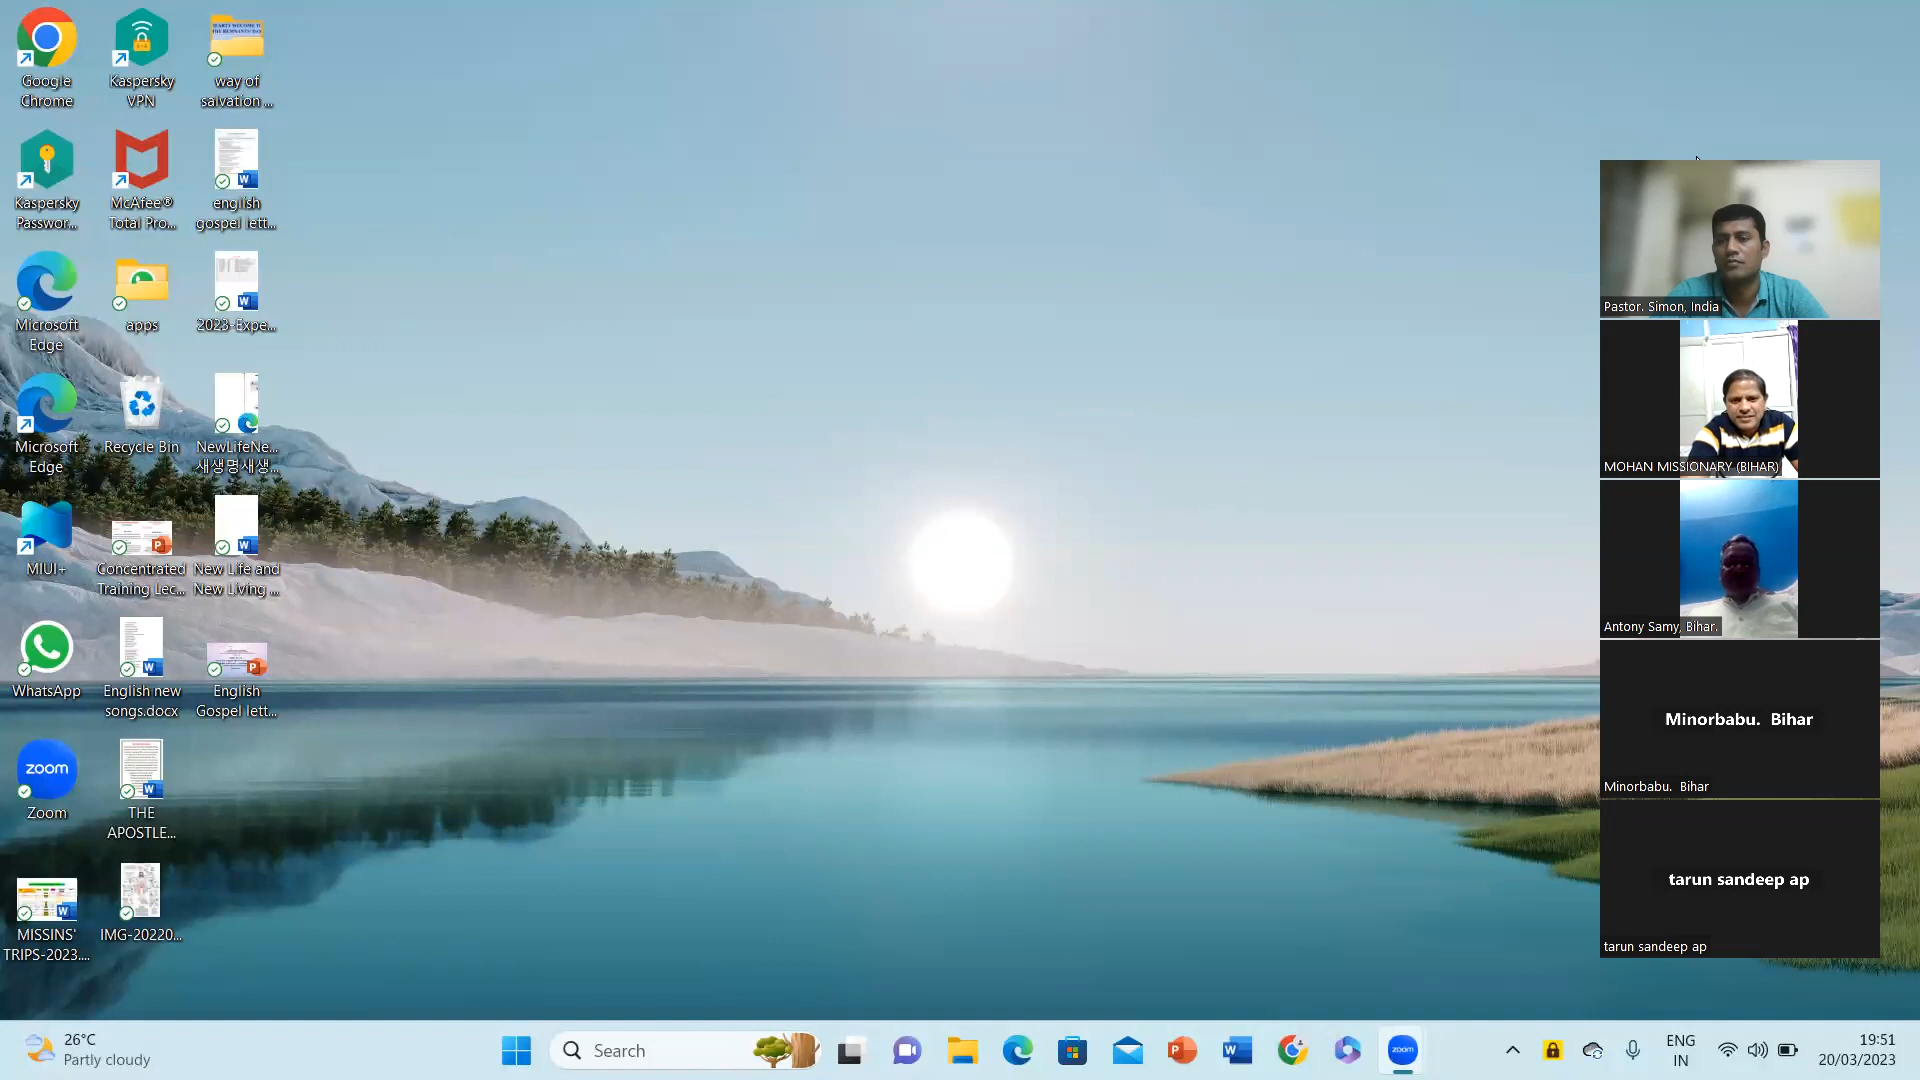 Google
Chrome
Kaspersky
VPN
way of
salvation ...
Kaspersky
Passwor...
McAfee®
Total Pro...
english
gospel lett...
Microsoft
Edge
apps
2023-Expe...
Microsoft
Edge
Recycle Bin
NewLifeNe...
새생명새생...
MIUI+
Concentrated
Training Lec...
New Life and
New Living ...
WhatsApp
English new
songs.docx
English
Gospel lett...
zoom
Zoom
THE
APOSTLE...
MISSINS'
TRIPS-2023....
IMG-20220...
Pastor. Simon, India
MOHAN MISSIONARY (BIHAR)
Antony Samy, Bihar.
Minorbabu. Bihar
Minorbabu. Bihar
tarun sandeep ap
tarun sandeep ap
26°C
Partly cloudy
Search
zoom
ENG
IN
19:51
20/03/2023